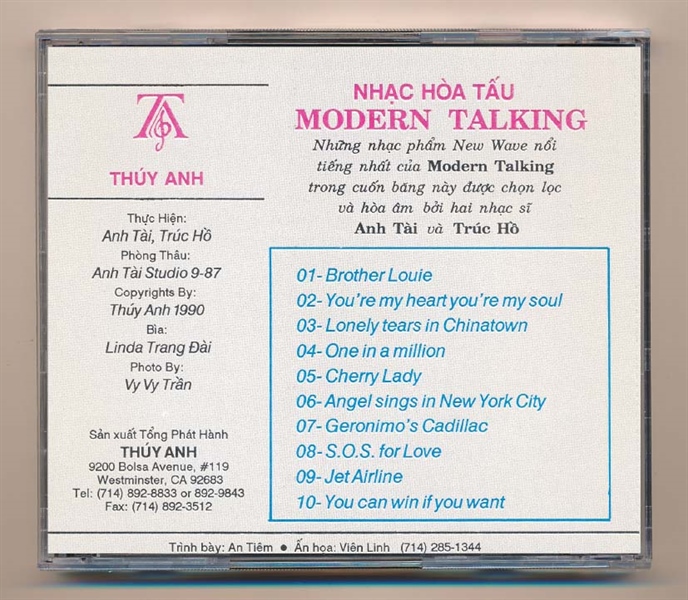 TA
THÚY ANH
Thực Hiện:
Anh Tài, Trúc Hồ
Phòng Thâu:
Anh Tài Studio 9-87
Copyrights By:
Thúy Anh 1990
Bìa:
Linda Trang Đài
Photo By:
Vy Vy Trần
Sản xuất Tổng Phát Hành
THÚY ANH
9200 Bolsa Avenue, #119
Westminster, CA 92683
Tel: (714) 892-8833 or 892-9843
Fax: (714) 892-3512
NHẠC HÒA TẤU
MODERN TALKING
Những nhạc phẩm New Wave nổi
tiếng nhất của Modern Talking
trong cuốn băng này được chọn lọc
và hòa âm bởi hai nhạc sĩ
Anh Tài và Trúc Hồ
01- Brother Louie
02- You're my heart you're my soul
03- Lonely tears in Chinatown
04- One in a million
05- Cherry Lady
06- Angel sings in New York City
07- Geronimo's Cadillac
08- S.O.S. for Love
09- Jet Airline
10- You can win if you want
Trình bày: An Tiêm ● Ấn họa: Viên Linh (714) 285-1344